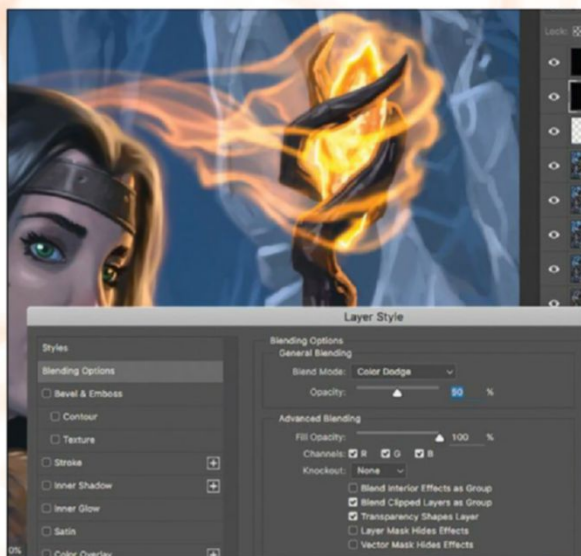 Lock:
Layer Style
Styles
Blending Options
Bevel & Emboss
Contour
Texture
Stroke
Inner Shadow
Inner Glow
Satin
Color Overlay
Blending Options
General Blending
Blend Mode: Color Dodge
Opacity: 50 %
Advanced Blending
Fill Opacity: 100 %
Channels: R G B
Knockout: None
Blend Interior Effects as Group
Blend Clipped Layers as Group
Transparency Shapes Layer
Layer Mask Hides Effects
Vector Mask Hides Effects
0%